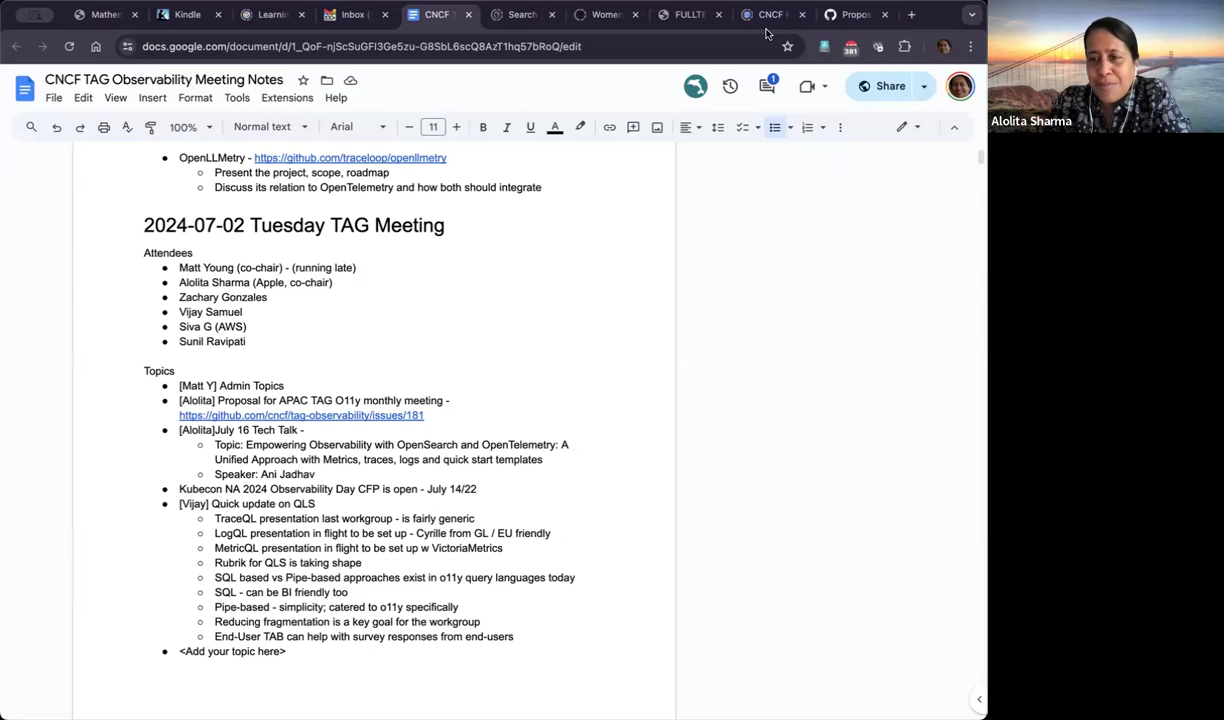 Mathem
Kindle
Learnin
Inbox (
CNCF T
Search
Women
FULLTE
CNCF
Propos
docs.google.com/document/d/1_QoF-njScSuGFI3Ge5zu-G8SbL6scQ8AzT1hq57bRoQ/edit
381
CNCF TAG Observability Meeting Notes
File Edit View Insert Format Tools Extensions Help
1
Share
100% Normal text Arial 11 B I U A
Alolita Sharma
OpenLLMetry - https://github.com/traceloop/openllmetry
Present the project, scope, roadmap
Discuss its relation to OpenTelemetry and how both should integrate
2024-07-02 Tuesday TAG Meeting
Attendees
Matt Young (co-chair) - (running late)
Alolita Sharma (Apple, co-chair)
Zachary Gonzales
Vijay Samuel
Siva G (AWS)
Sunil Ravipati
Topics
[Matt Y] Admin Topics
[Alolita] Proposal for APAC TAG O11y monthly meeting -
https://github.com/cncf/tag-observability/issues/181
[Alolita]July 16 Tech Talk -
Topic: Empowering Observability with OpenSearch and OpenTelemetry: A
Unified Approach with Metrics, traces, logs and quick start templates
Speaker: Ani Jadhav
Kubecon NA 2024 Observability Day CFP is open - July 14/22
[Vijay] Quick update on QLS
TraceQL presentation last workgroup - is fairly generic
LogQL presentation in flight to be set up - Cyrille from GL / EU friendly
MetricQL presentation in flight to be set up w VictoriaMetrics
Rubrik for QLS is taking shape
SQL based vs Pipe-based approaches exist in o11y query languages today
SQL - can be BI friendly too
Pipe-based - simplicity; catered to o11y specifically
Reducing fragmentation is a key goal for the workgroup
End-User TAB can help with survey responses from end-users
<Add your topic here>